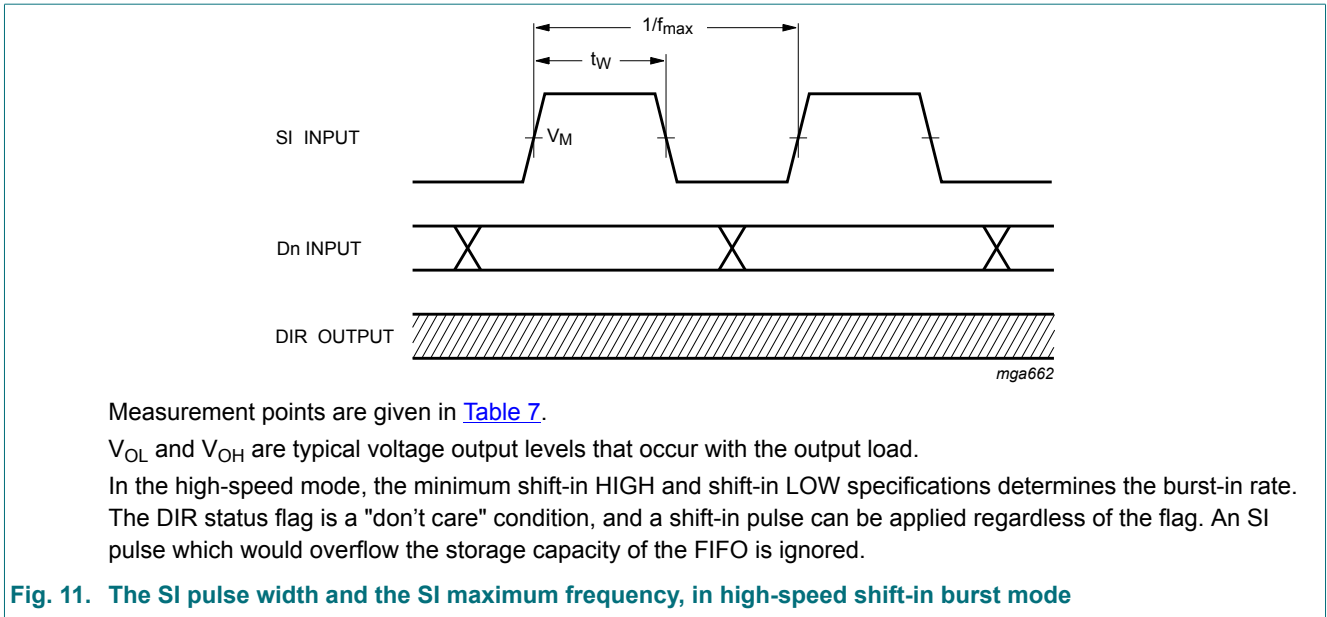 1/fmax
tW
SI INPUT
VM
Dn INPUT
DIR OUTPUT
mga662
Measurement points are given in Table 7.
VOL and VOH are typical voltage output levels that occur with the output load.
In the high-speed mode, the minimum shift-in HIGH and shift-in LOW specifications determines the burst-in rate.
The DIR status flag is a "don’t care" condition, and a shift-in pulse can be applied regardless of the flag. An SI
pulse which would overflow the storage capacity of the FIFO is ignored.
Fig. 11. The SI pulse width and the SI maximum frequency, in high-speed shift-in burst mode